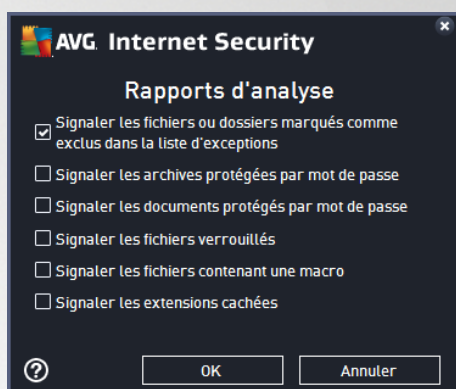 AVG. Internet Security
Rapports d'analyse
Signaler les fichiers ou dossiers marqués comme
exclus dans la liste d'exceptions
Signaler les archives protégées par mot de passe
Signaler les documents protégés par mot de passe
Signaler les fichiers verrouillés
Signaler les fichiers contenant une macro
Signaler les extensions cachées
?
OK
Annuler